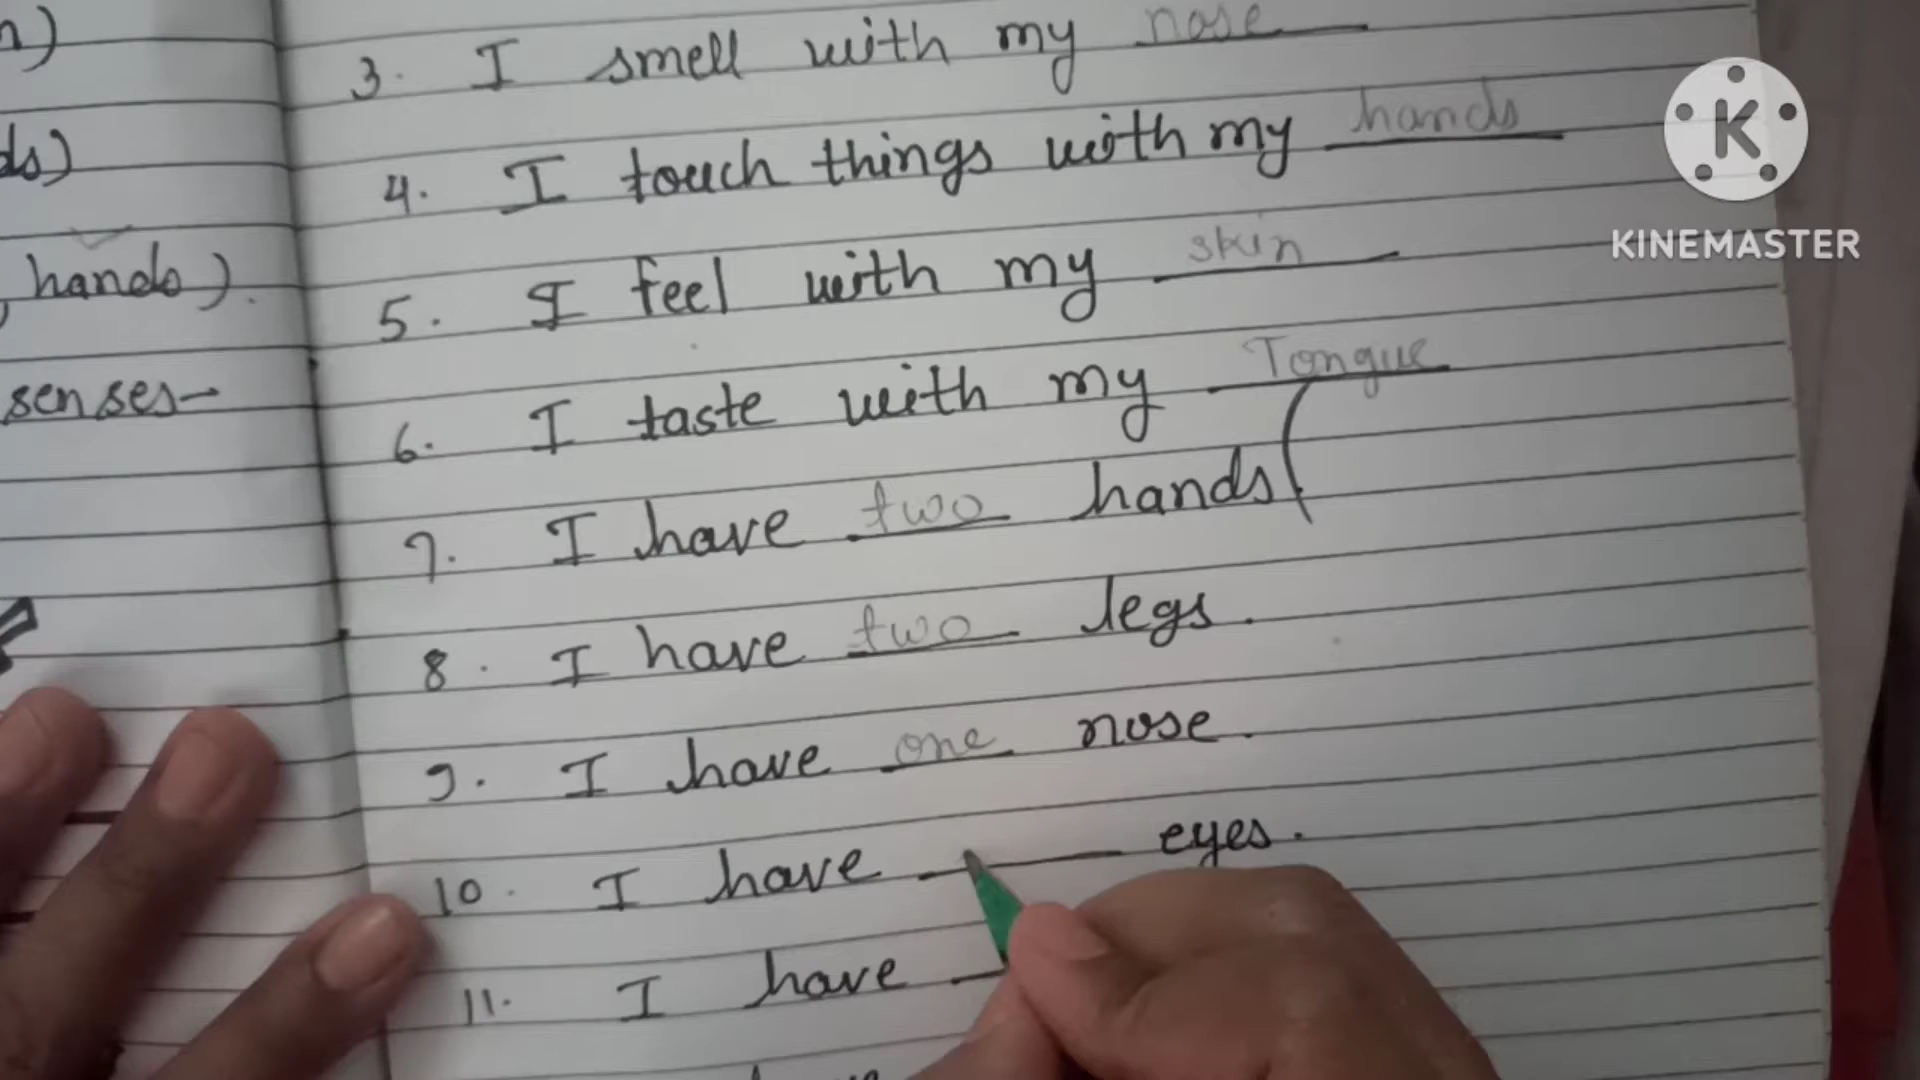 n)
ds)
, hands).
senses-
3. I smell with my nose
4. I touch things with my hands
5. I feel with my skin
6. I taste with my Tongue
7. I have two hands
8. I have two legs.
9. I have one nose.
10. I have ___ eyes.
11. I have
K
KINEMASTER